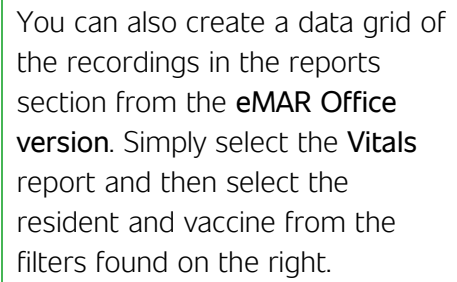 You can also create a data grid of
the recordings in the reports
section from the eMAR Office
version. Simply select the Vitals
report and then select the
resident and vaccine from the
filters found on the right.